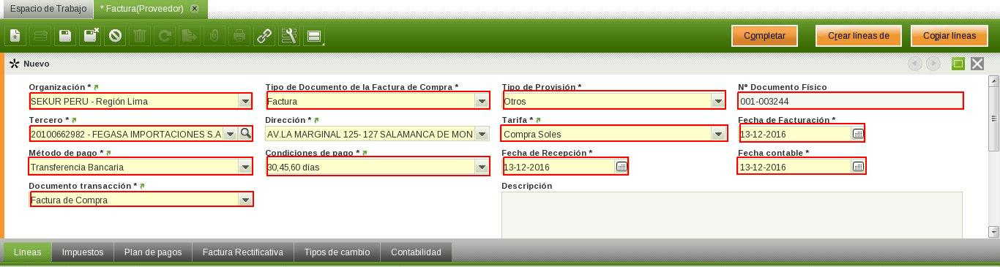 Espacio de Trabajo * Factura(Proveedor)
Completar Crear líneas de Copiar líneas
Nuevo
Organización * Tipo de Documento de la Factura de Compra * Tipo de Provisión * Nº Documento Físico
SEKUR PERU - Región Lima Factura Otros 001-003244
Tercero * Dirección * Tarifa * Fecha de Facturación *
20100662982 - FEGASA IMPORTACIONES S.A AV.LA MARGINAL 125- 127 SALAMANCA DE MON Compra Soles 13-12-2016
Método de pago * Condiciones de pago * Fecha de Recepción * Fecha contable *
Transferencia Bancaria 30,45,60 días 13-12-2016 13-12-2016
Documento transacción * Descripción
Factura de Compra
Líneas Impuestos Plan de pagos Factura Rectificativa Tipos de cambio Contabilidad